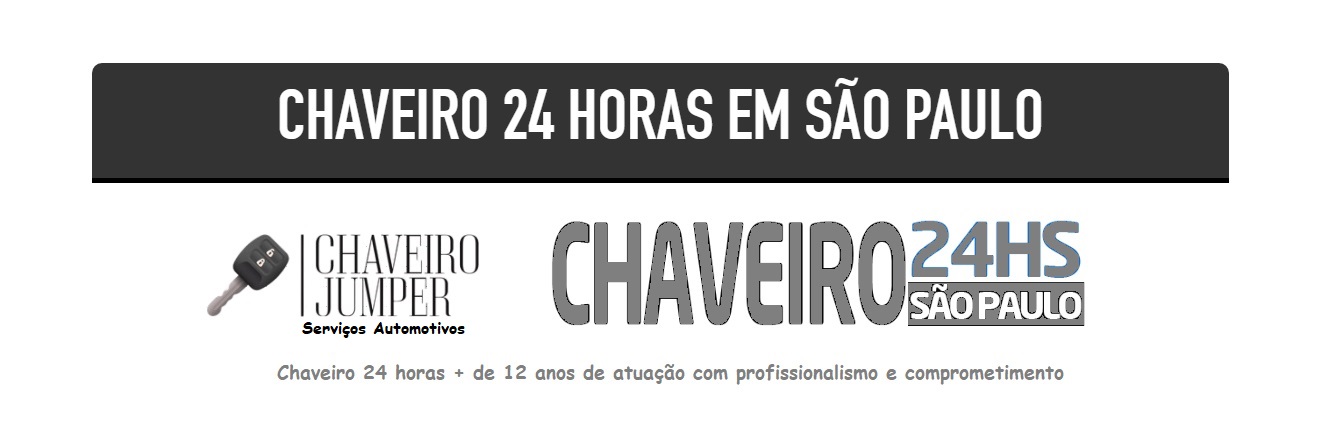 CHAVEIRO 24 HORAS EM SÃO PAULO
CHAVEIRO
JUMPER
Serviços Automotivos
CHAVEIRO 24HS
SÃO PAULO
Chaveiro 24 horas + de 12 anos de atuação com profissionalismo e comprometimento